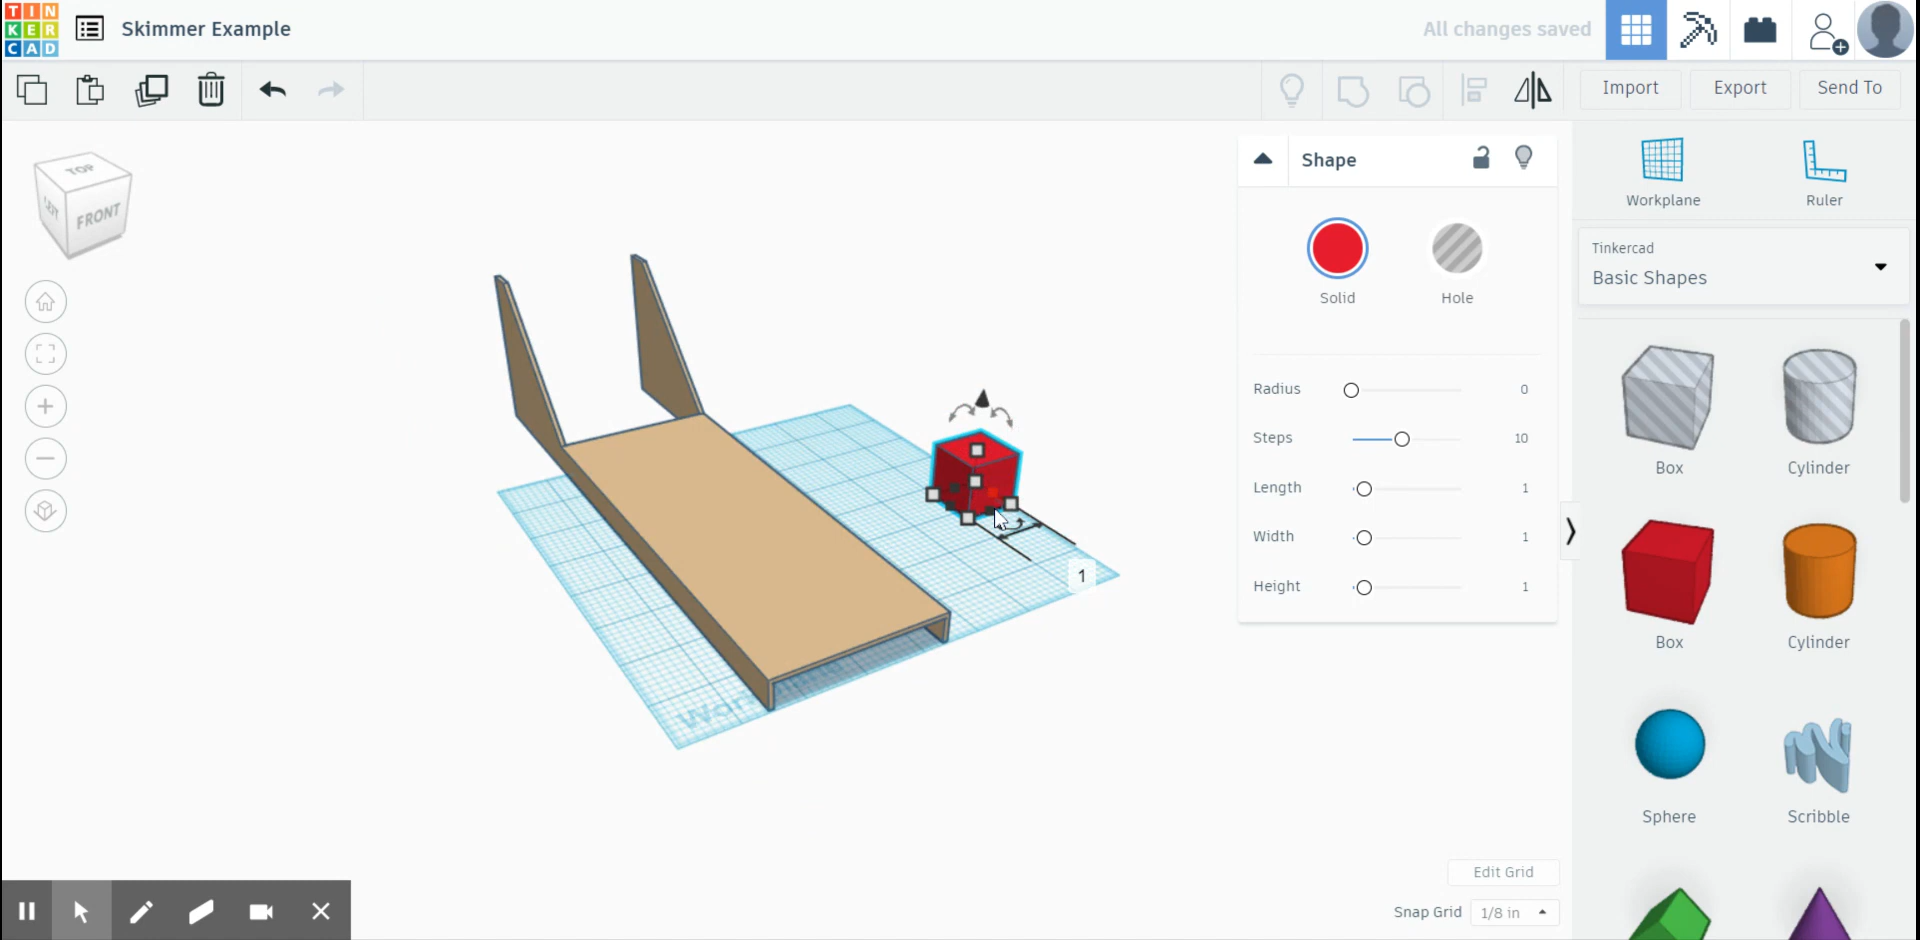 TIN
KER
CAD
Skimmer Example
All changes saved
Import
Export
Send To
TOP
LEFT
FRONT
Shape
Solid
Hole
Radius
0
Steps
10
Length
1
Width
1
Height
1
1
Workplane
Ruler
Tinkercad
Basic Shapes
Box
Cylinder
Box
Cylinder
Sphere
Scribble
Edit Grid
Snap Grid
1/8 in